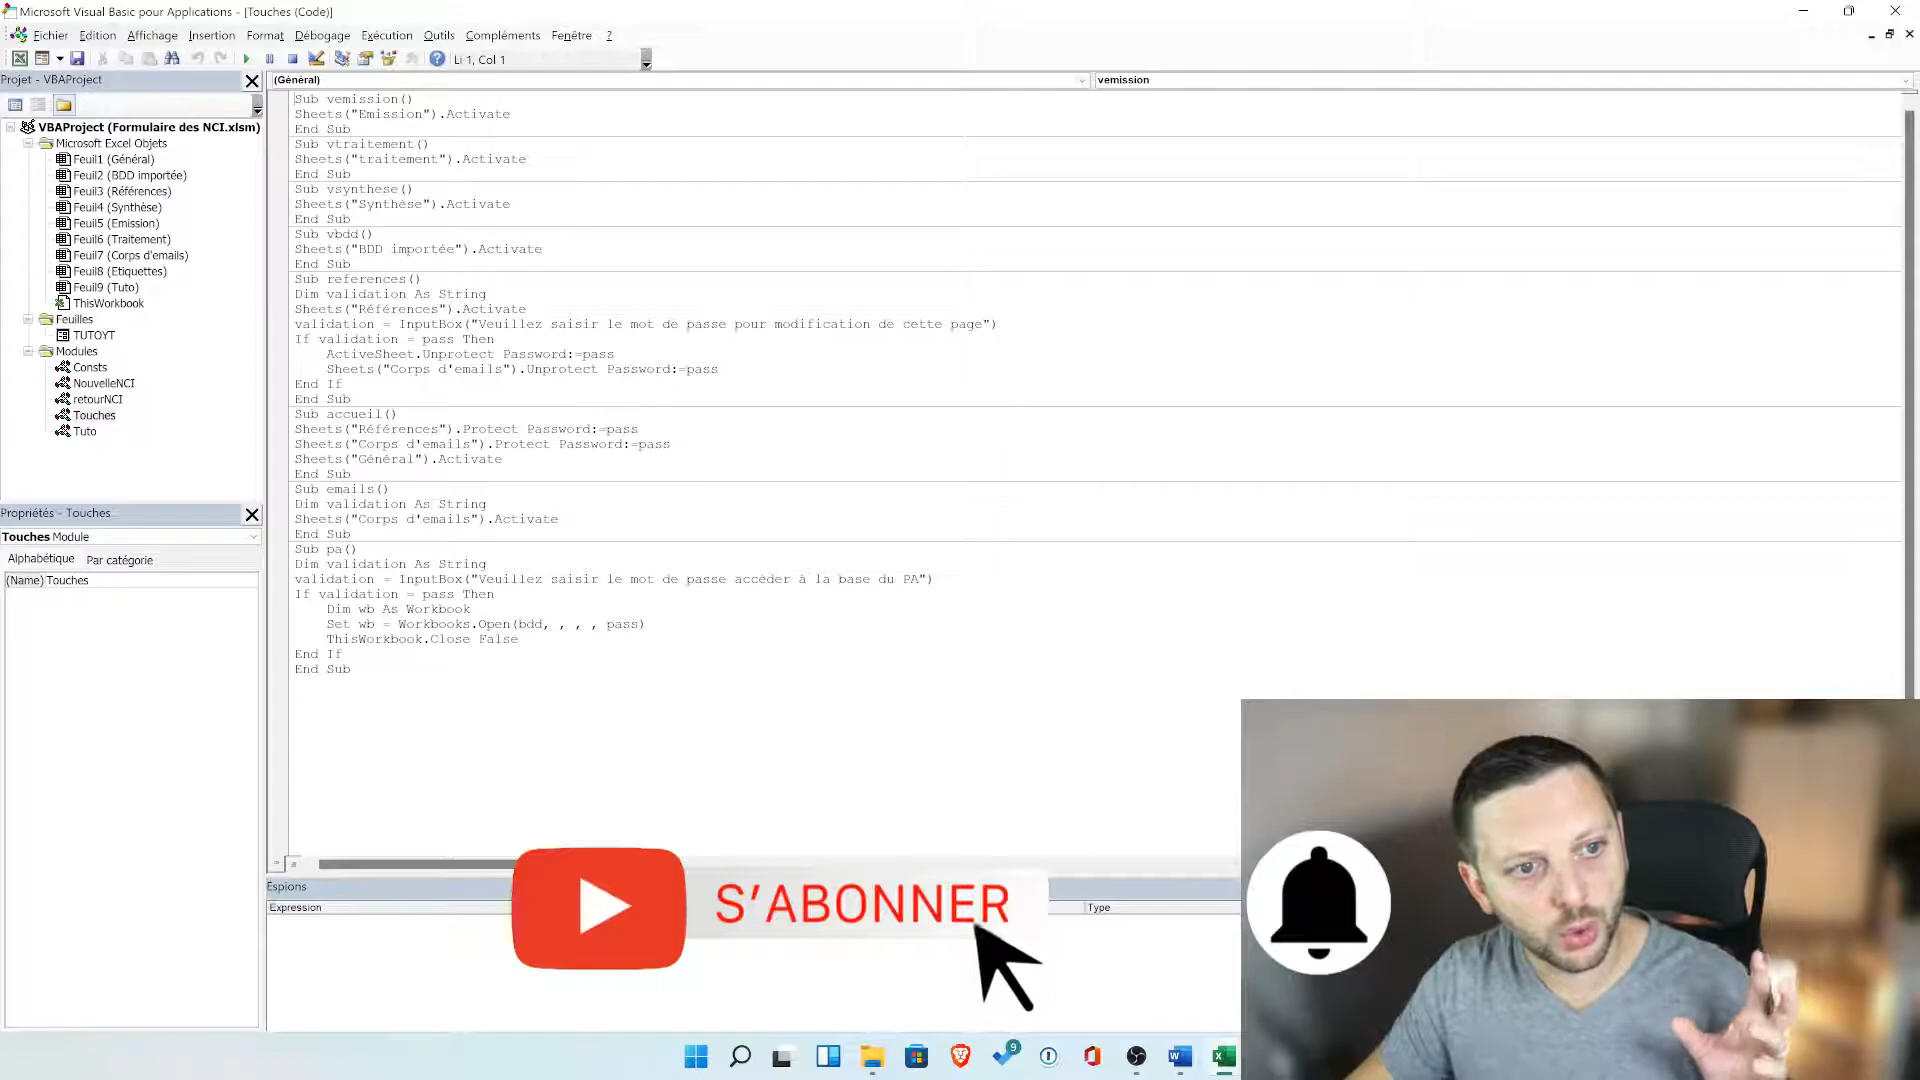 Microsoft Visual Basic pour Applications - [Touches (Code)]
Fichier Edition Affichage Insertion Format Débogage Exécution Outils Compléments Fenêtre ?
Li 1, Col 1
Projet - VBAProject
(Général)
vemission
VBAProject (Formulaire des NCI.xlsm)
Microsoft Excel Objets
Feuil1 (Général)
Feuil2 (BDD importée)
Feuil3 (Références)
Feuil4 (Synthèse)
Feuil5 (Emission)
Feuil6 (Traitement)
Feuil7 (Corps d'emails)
Feuil8 (Etiquettes)
Feuil9 (Tuto)
ThisWorkbook
Feuilles
TUTOYT
Modules
Consts
NouvelleNCI
retourNCI
Touches
Tuto
Propriétés - Touches
Touches Module
Alphabétique Par catégorie
(Name) Touches
Sub vemission()
Sheets("Emission").Activate
End Sub
Sub vtraitement()
Sheets("traitement").Activate
End Sub
Sub vsynthese()
Sheets("Synthèse").Activate
End Sub
Sub vbdd()
Sheets("BDD importée").Activate
End Sub
Sub references()
Dim validation As String
Sheets("Références").Activate
validation = InputBox("Veuillez saisir le mot de passe pour modification de cette page")
If validation = pass Then
ActiveSheet.Unprotect Password:=pass
Sheets("Corps d'emails").Unprotect Password:=pass
End If
End Sub
Sub accueil()
Sheets("Références").Protect Password:=pass
Sheets("Corps d'emails").Protect Password:=pass
Sheets("Général").Activate
End Sub
Sub emails()
Dim validation As String
Sheets("Corps d'emails").Activate
End Sub
Sub pa()
Dim validation As String
validation = InputBox("Veuillez saisir le mot de passe accèder à la base du PA")
If validation = pass Then
Dim wb As Workbook
Set wb = Workbooks.Open(bdd, , , , pass)
ThisWorkbook.Close False
End If
End Sub
Espions
Expression
Type
S'ABONNER
9